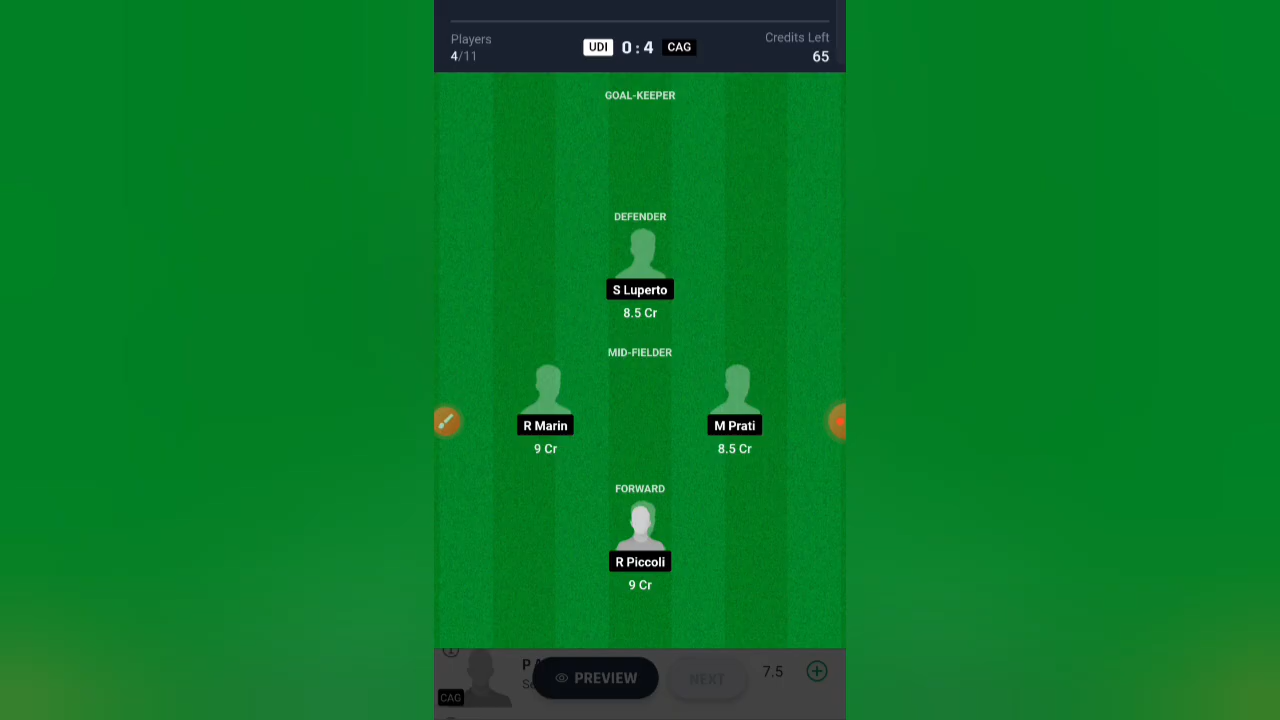 Players
4/11
UDI 0 : 4 CAG
Credits Left
65
GOAL-KEEPER
DEFENDER
S Luperto
8.5 Cr
MID-FIELDER
R Marin
9 Cr
M Prati
8.5 Cr
FORWARD
R Piccoli
9 Cr
P
CAG
PREVIEW
NEXT
7.5